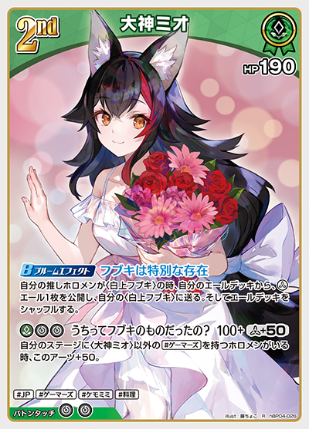 2nd
大神ミオ
HP190
ブルームエフェクト フブキは特別な存在
自分の推しホロメンが〈白上フブキ〉の時、自分のエールデッキから、
エール1枚を公開し、自分の〈白上フブキ〉に送る。そしてエールデッキを
シャッフルする。
うちってフブキのものだったの? 100+ +50
自分のステージに〈大神ミオ〉以外の#ゲーマーズを持つホロメンがいる
時、このアーツ+50。
#JP #ゲーマーズ #ケモミミ #料理
バトンタッチ
illust: 藤ちょこ R hBP04-026